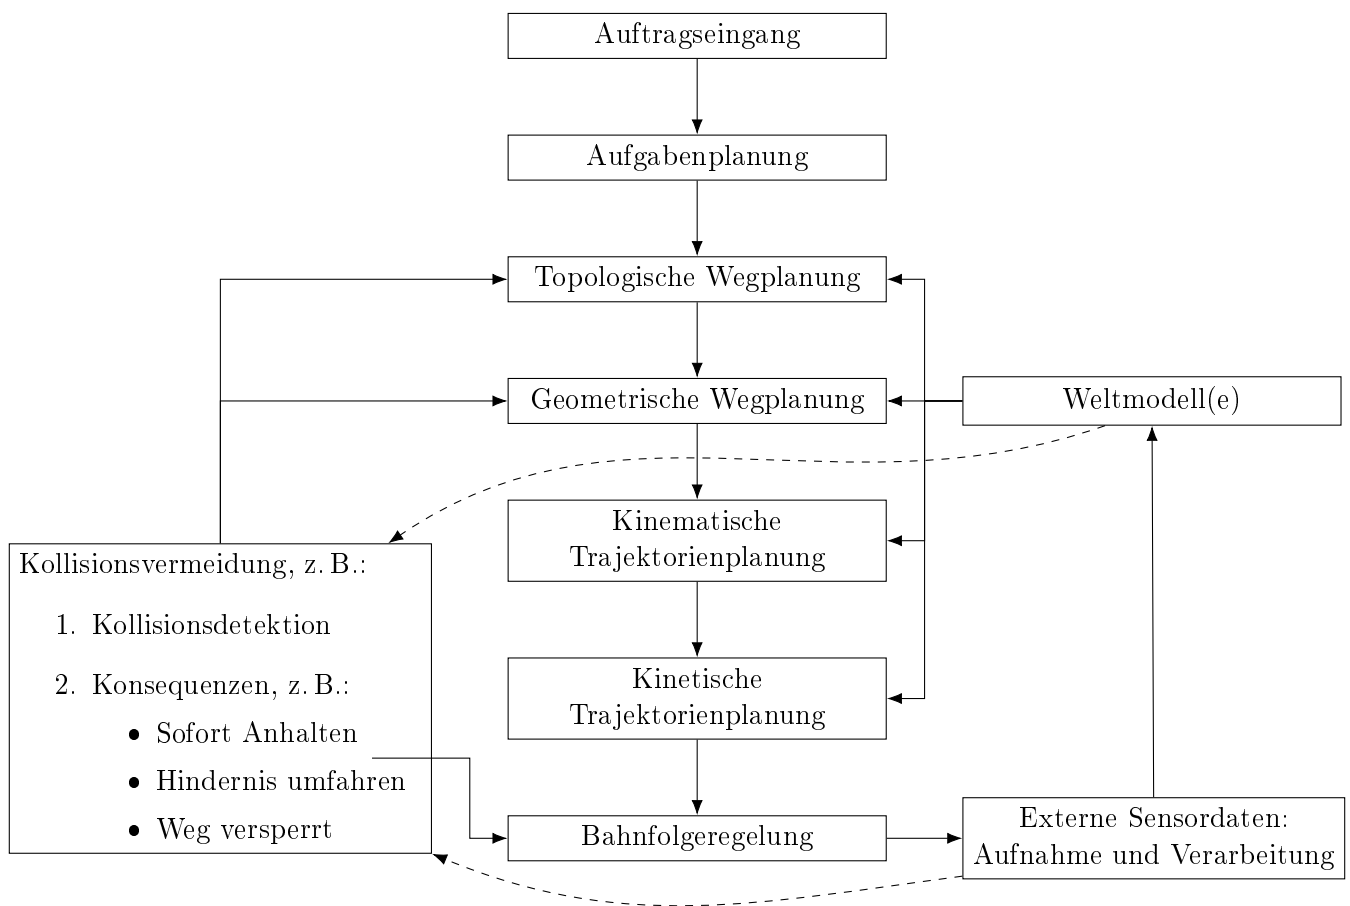 Auftragseingang
Aufgabenplanung
Topologische Wegplanung
Geometrische Wegplanung
Weltmodell(e)
Kinematische
Trajektorienplanung
Kollisionsvermeidung, z. B.:
1. Kollisionsdetektion
2. Konsequenzen, z. B.:
• Sofort Anhalten
• Hindernis umfahren
• Weg versperrt
Kinetische
Trajektorienplanung
Bahnfolgeregelung
Externe Sensordaten:
Aufnahme und Verarbeitung